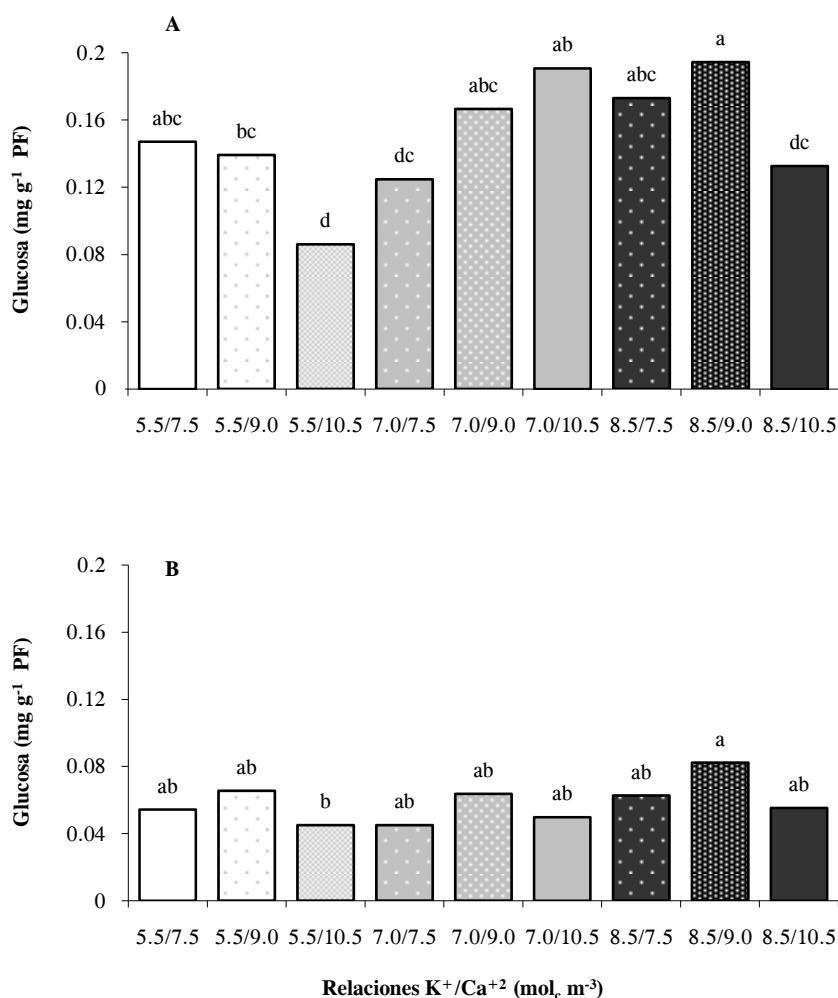 A
Glucosa (mg g⁻¹ PF)
0.2
0.16
0.12
0.08
0.04
0
abc
bc
d
dc
abc
ab
abc
a
dc
5.5/7.5 5.5/9.0 5.5/10.5 7.0/7.5 7.0/9.0 7.0/10.5 8.5/7.5 8.5/9.0 8.5/10.5
B
Glucosa (mg g⁻¹ PF)
0.2
0.16
0.12
0.08
0.04
0
ab
ab
b
ab
ab
ab
ab
a
ab
5.5/7.5 5.5/9.0 5.5/10.5 7.0/7.5 7.0/9.0 7.0/10.5 8.5/7.5 8.5/9.0 8.5/10.5
Relaciones K⁺/Ca⁺² (mol_c m⁻³)